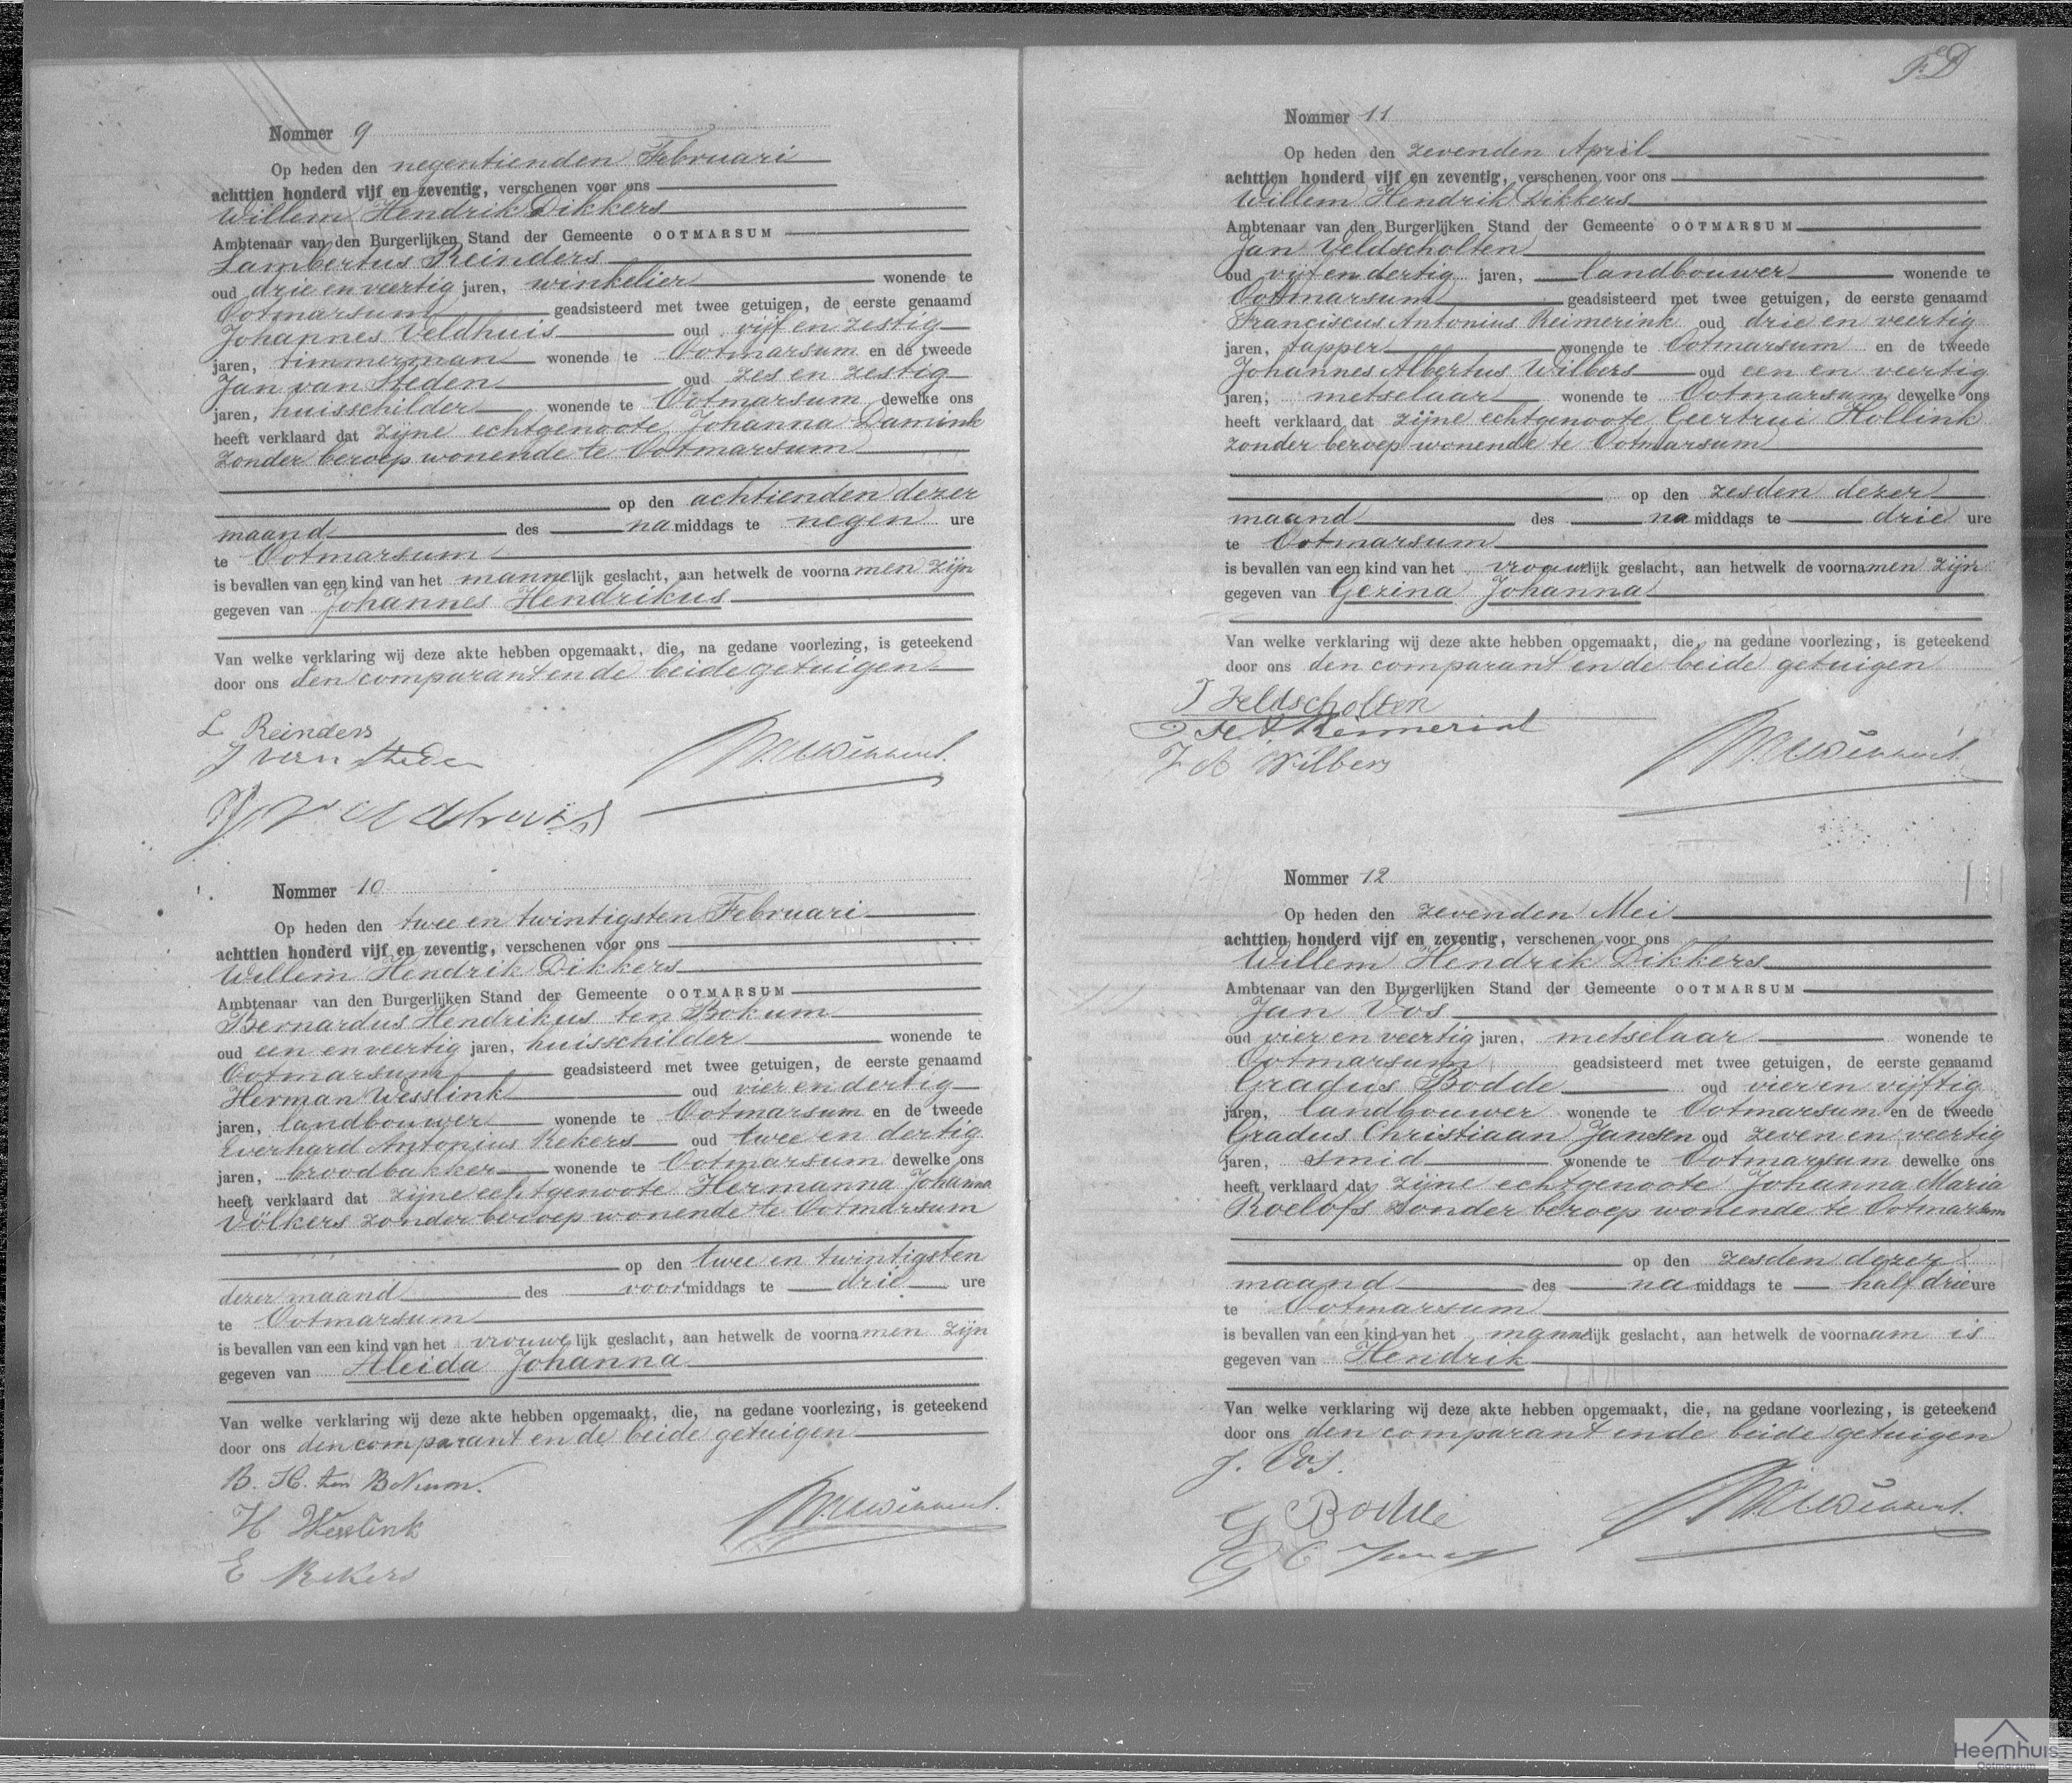 Nommer 9
Op heden den negentienden Februari
achttien honderd vijf en zeventig, verschenen voor ons
Willem Hendrik Dikkers
Ambtenaar van den Burgerlijken Stand der Gemeente OOTMARSUM
Lambertus Reinders
oud drie en veertig jaren, winkelier wonende te
Ootmarsum geadsisteerd met twee getuigen, de eerste genaamd
Johannes Veldhuis oud vijf en zestig
jaren, timmerman wonende te Ootmarsum en de tweede
Jan van Steden oud zes en zestig
jaren, huisschilder wonende te Ootmarsum dewelke ons
heeft verklaard dat zijne echtgenoote Johanna Damink
zonder beroep wonende te Ootmarsum
op den achtienden dezer
maand des namiddags te negen ure
te Ootmarsum
is bevallen van een kind van het mannelijk geslacht, aan hetwelk de voornamen zijn
gegeven van Johannes Hendrikus
Van welke verklaring wij deze akte hebben opgemaakt, die, na gedane voorlezing, is geteekend
door ons den comparant en de beide getuigen
L Reinders
J van Steden
J Veldhuis
Nommer 10
Op heden den twee en twintigsten Februari
achttien honderd vijf en zeventig, verschenen voor ons
Willem Hendrik Dikkers
Ambtenaar van den Burgerlijken Stand der Gemeente OOTMARSUM
Bernardus Hendrikus ten Bokum
oud een en veertig jaren, huisschilder wonende te
Ootmarsum geadsisteerd met twee getuigen, de eerste genaamd
Herman Wesslink oud vier en dertig
jaren, landbouwer wonende te Ootmarsum en de tweede
Everhard Antonius Rekers oud twee en dertig
jaren, broodbakker wonende te Ootmarsum dewelke ons
heeft verklaard dat zijne echtgenoote Hermanna Johanna
Völkers zonder beroep wonende te Ootmarsum
op den twee en twintigsten
dezer maand des voormiddags te drie ure
te Ootmarsum
is bevallen van een kind van het vrouwelijk geslacht, aan hetwelk de voornamen zijn
gegeven van Aleida Johanna
Van welke verklaring wij deze akte hebben opgemaakt, die, na gedane voorlezing, is geteekend
door ons den comparant en de beide getuigen
B. H. ten Bokum.
H Wesslink
E Rekers
Nommer 11
Op heden den zevenden April
achttien honderd vijf en zeventig, verschenen voor ons
Willem Hendrik Dikkers
Ambtenaar van den Burgerlijken Stand der Gemeente OOTMARSUM
Jan Veldscholten
oud vijf en dertig jaren, landbouwer wonende te
Ootmarsum geadsisteerd met twee getuigen, de eerste genaamd
Franciscus Antonius Reimerink oud drie en veertig
jaren, tapper wonende te Ootmarsum en de tweede
Johannes Albertus Wilbers oud een en veertig
jaren, metselaar wonende te Ootmarsum dewelke ons
heeft verklaard dat zijne echtgenoote Geertrui Hollink
zonder beroep wonende te Ootmarsum
op den zesden dezer
maand des namiddags te drie ure
te Ootmarsum
is bevallen van een kind van het vrouwelijk geslacht, aan hetwelk de voornamen zijn
gegeven van Gezina Johanna
Van welke verklaring wij deze akte hebben opgemaakt, die, na gedane voorlezing, is geteekend
door ons den comparant en de beide getuigen
J Veldscholten
F A Reimerink
J A Wilbers
Nommer 12
Op heden den zevenden Mei
achttien honderd vijf en zeventig, verschenen voor ons
Willem Hendrik Dikkers
Ambtenaar van den Burgerlijken Stand der Gemeente OOTMARSUM
Jan Vos
oud vier en veertig jaren, metselaar wonende te
Ootmarsum geadsisteerd met twee getuigen, de eerste genaamd
Gradus Bodde oud vier en vijftig
jaren, landbouwer wonende te Ootmarsum en de tweede
Gradus Christiaan Jansen oud zeven en veertig
jaren, smid wonende te Ootmarsum dewelke ons
heeft verklaard dat zijne echtgenoote Johanna Maria
Roelofs zonder beroep wonende te Ootmarsum
op den zesden dezer
maand des namiddags te half drie ure
te Ootmarsum
is bevallen van een kind van het mannelijk geslacht, aan hetwelk de voornaam is
gegeven van Hendrik
Van welke verklaring wij deze akte hebben opgemaakt, die, na gedane voorlezing, is geteekend
door ons den comparant en de beide getuigen
J. Vos.
G Bodde
G C Jansen
Heemhuis
Ootmarsum